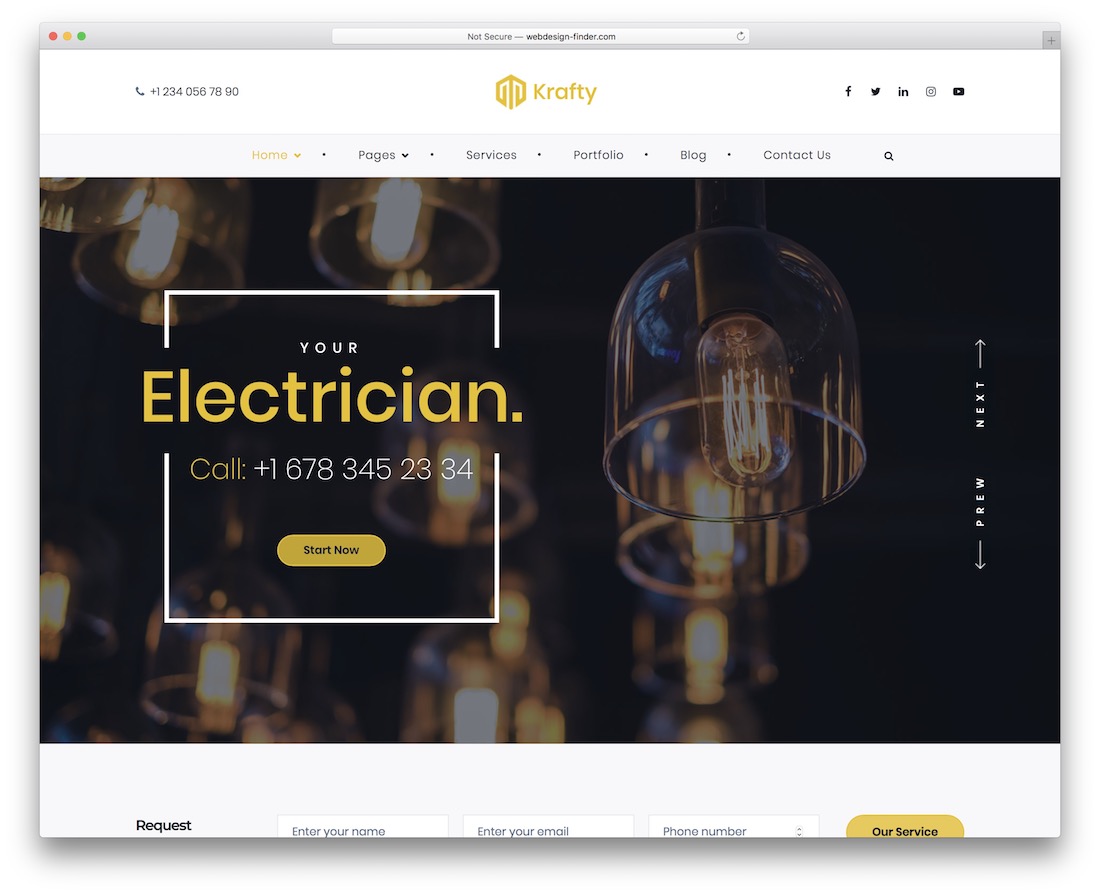 Not Secure — webdesign-finder.com
+1 234 056 78 90
Krafty
Home
Pages
Services
Portfolio
Blog
Contact Us
YOUR
Electrician.
Call: +1 678 345 23 34
Start Now
NEXT
PREW
Request
Enter your name
Enter your email
Phone number
Our Service